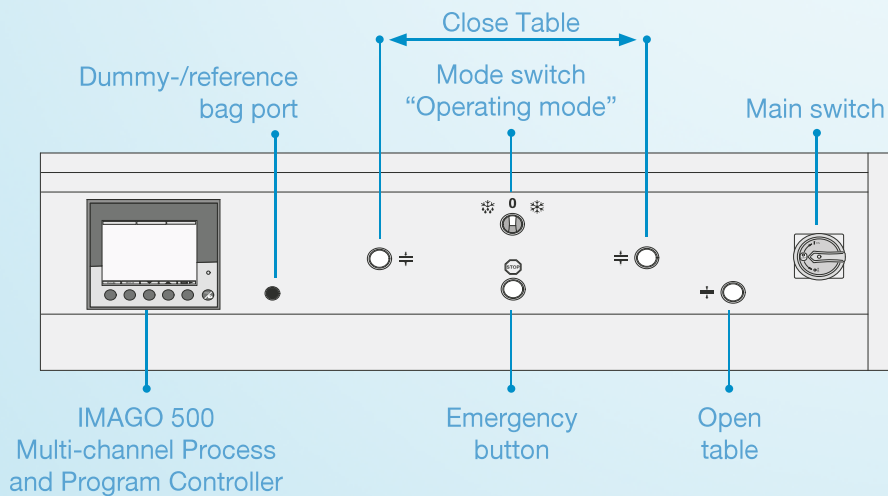 Close Table
Dummy-/reference
bag port
Mode switch
“Operating mode”
Main switch
0
STOP
IMAGO 500
Multi-channel Process
and Program Controller
Emergency
button
Open
table